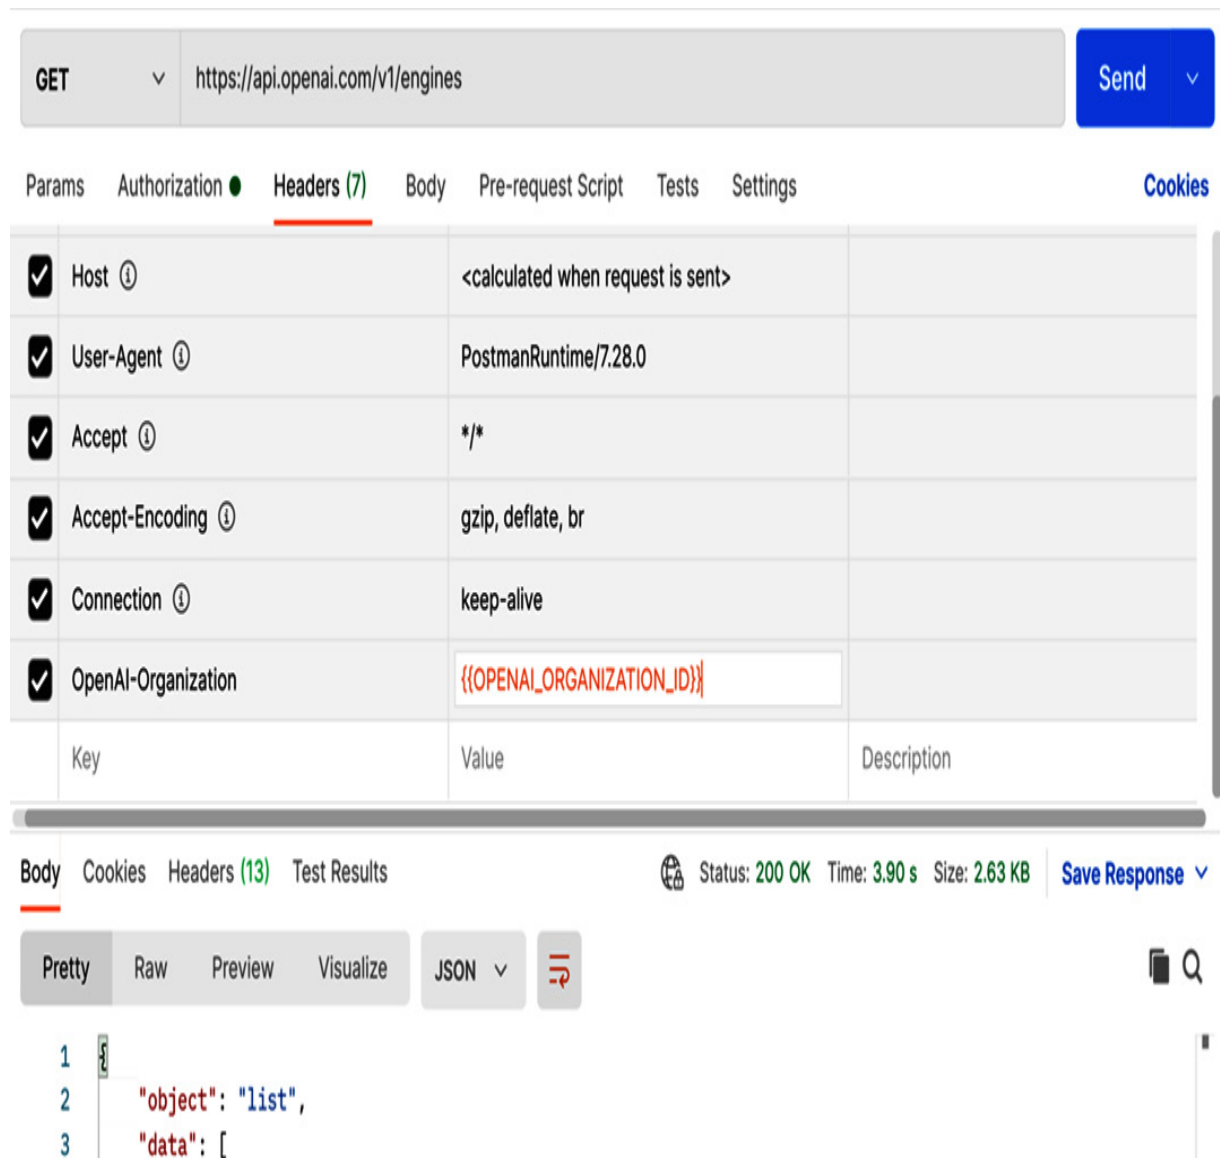 GET https://api.openai.com/v1/engines Send
Params Authorization Headers (7) Body Pre-request Script Tests Settings Cookies
Host <calculated when request is sent>
User-Agent PostmanRuntime/7.28.0
Accept */*
Accept-Encoding gzip, deflate, br
Connection keep-alive
OpenAI-Organization {{OPENAI_ORGANIZATION_ID}}
Key Value Description
Body Cookies Headers (13) Test Results Status: 200 OK Time: 3.90 s Size: 2.63 KB Save Response
Pretty Raw Preview Visualize JSON
1 {
2 "object": "list",
3 "data": [